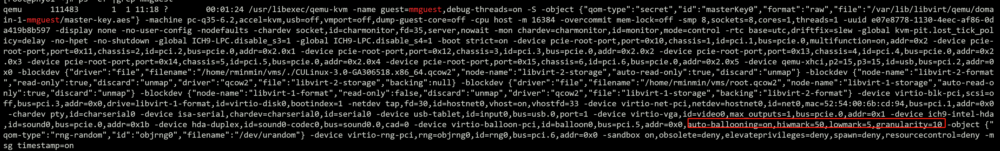 [root@phy01 ~]# ps -ef |grep mmguest
qemu      111483       1  1 11:18 ?        00:01:24 /usr/libexec/qemu-kvm -name guest=mmguest,debug-threads=on -S -object {"qom-type":"secret","id":"masterKey0","format":"raw","file":"/var/lib/libvirt/qemu/doma
in-1-mmguest/master-key.aes"} -machine pc-q35-6.2,accel=kvm,usb=off,vmport=off,dump-guest-core=off -cpu host -m 16384 -overcommit mem-lock=off -smp 8,sockets=8,cores=1,threads=1 -uuid e07e8778-1130-4eec-af86-0d
a419b8b597 -display none -no-user-config -nodefaults -chardev socket,id=charmonitor,fd=35,server,nowait -mon chardev=charmonitor,id=monitor,mode=control -rtc base=utc,driftfix=slew -global kvm-pit.lost_tick_pol
icy=delay -no-hpet -no-shutdown -global ICH9-LPC.disable_s3=1 -global ICH9-LPC.disable_s4=1 -boot strict=on -device pcie-root-port,port=0x10,chassis=1,id=pci.1,bus=pcie.0,multifunction=on,addr=0x2 -device pcie-
root-port,port=0x11,chassis=2,id=pci.2,bus=pcie.0,addr=0x2.0x1 -device pcie-root-port,port=0x12,chassis=3,id=pci.3,bus=pcie.0,addr=0x2.0x2 -device pcie-root-port,port=0x13,chassis=4,id=pci.4,bus=pcie.0,addr=0x2
.0x3 -device pcie-root-port,port=0x14,chassis=5,id=pci.5,bus=pcie.0,addr=0x2.0x4 -device pcie-root-port,port=0x15,chassis=6,id=pci.6,bus=pcie.0,addr=0x2.0x5 -device qemu-xhci,p2=15,p3=15,id=usb,bus=pci.2,addr=0
x0 -blockdev {"driver":"file","filename":"/home/rminmin/vms/./CULinux-3.0-GA306518.x86_64.qcow2","node-name":"libvirt-2-storage","auto-read-only":true,"discard":"unmap"} -blockdev {"node-name":"libvirt-2-format
","read-only":true,"discard":"unmap","driver":"qcow2","file":"libvirt-2-storage","backing":null} -blockdev {"driver":"file","filename":"/home/rminmin/vms/root.qcow2","node-name":"libvirt-1-storage","auto-read-o
nly":true,"discard":"unmap"} -blockdev {"node-name":"libvirt-1-format","read-only":false,"discard":"unmap","driver":"qcow2","file":"libvirt-1-storage","backing":"libvirt-2-format"} -device virtio-blk-pci,scsi=o
ff,bus=pci.3,addr=0x0,drive=libvirt-1-format,id=virtio-disk0,bootindex=1 -netdev tap,fd=30,id=hostnet0,vhost=on,vhostfd=33 -device virtio-net-pci,netdev=hostnet0,id=net0,mac=52:54:00:6b:cd:94,bus=pci.1,addr=0x0
 -chardev pty,id=charserial0 -device isa-serial,chardev=charserial0,id=serial0 -device usb-tablet,id=input0,bus=usb.0,port=1 -device virtio-vga,id=video0,max_outputs=1,bus=pcie.0,addr=0x1 -device ich9-intel-hda
,id=sound0,bus=pcie.0,addr=0x1b -device hda-duplex,id=sound0-codec0,bus=sound0.0,cad=0 -device virtio-balloon-pci,id=balloon0,bus=pci.5,addr=0x0,auto-ballooning=on,hiwmark=50,lowmark=5,granularity=10 -object {"
qom-type":"rng-random","id":"objrng0","filename":"/dev/urandom"} -device virtio-rng-pci,rng=objrng0,id=rng0,bus=pci.6,addr=0x0 -sandbox on,obsolete=deny,elevateprivileges=deny,spawn=deny,resourcecontrol=deny -m
sg timestamp=on